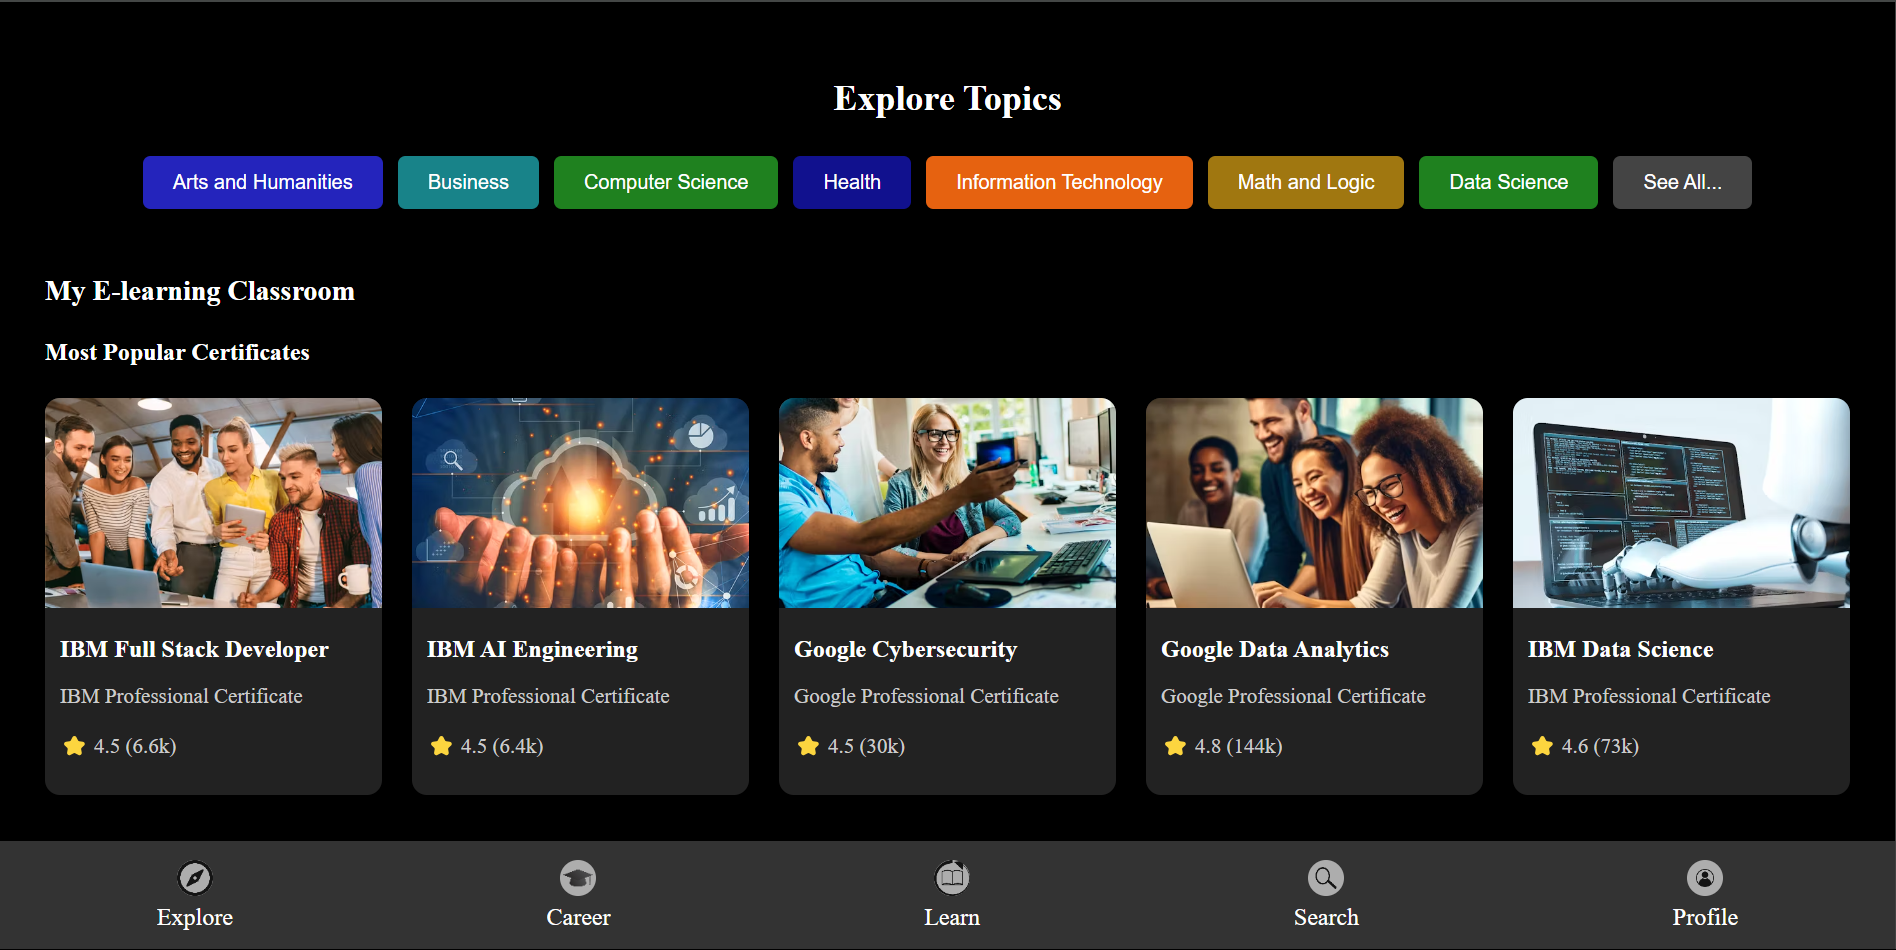 Explore Topics
Arts and Humanities
Business
Computer Science
Health
Information Technology
Math and Logic
Data Science
See All...
My E-learning Classroom
Most Popular Certificates
IBM Full Stack Developer
IBM Professional Certificate
4.5 (6.6k)
IBM AI Engineering
IBM Professional Certificate
4.5 (6.4k)
Google Cybersecurity
Google Professional Certificate
4.5 (30k)
Google Data Analytics
Google Professional Certificate
4.8 (144k)
IBM Data Science
IBM Professional Certificate
4.6 (73k)
Explore
Career
Learn
Search
Profile